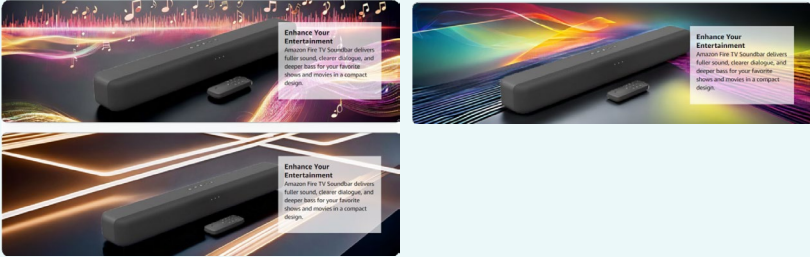 Enhance Your
Entertainment
Amazon Fire TV Soundbar delivers
fuller sound, clearer dialogue, and
deeper bass for your favorite
shows and movies in a compact
design.
Enhance Your
Entertainment
Amazon Fire TV Soundbar delivers
fuller sound, clearer dialogue, and
deeper bass for your favorite
shows and movies in a compact
design.
Enhance Your
Entertainment
Amazon Fire TV Soundbar delivers
fuller sound, clearer dialogue, and
deeper bass for your favorite
shows and movies in a compact
design.